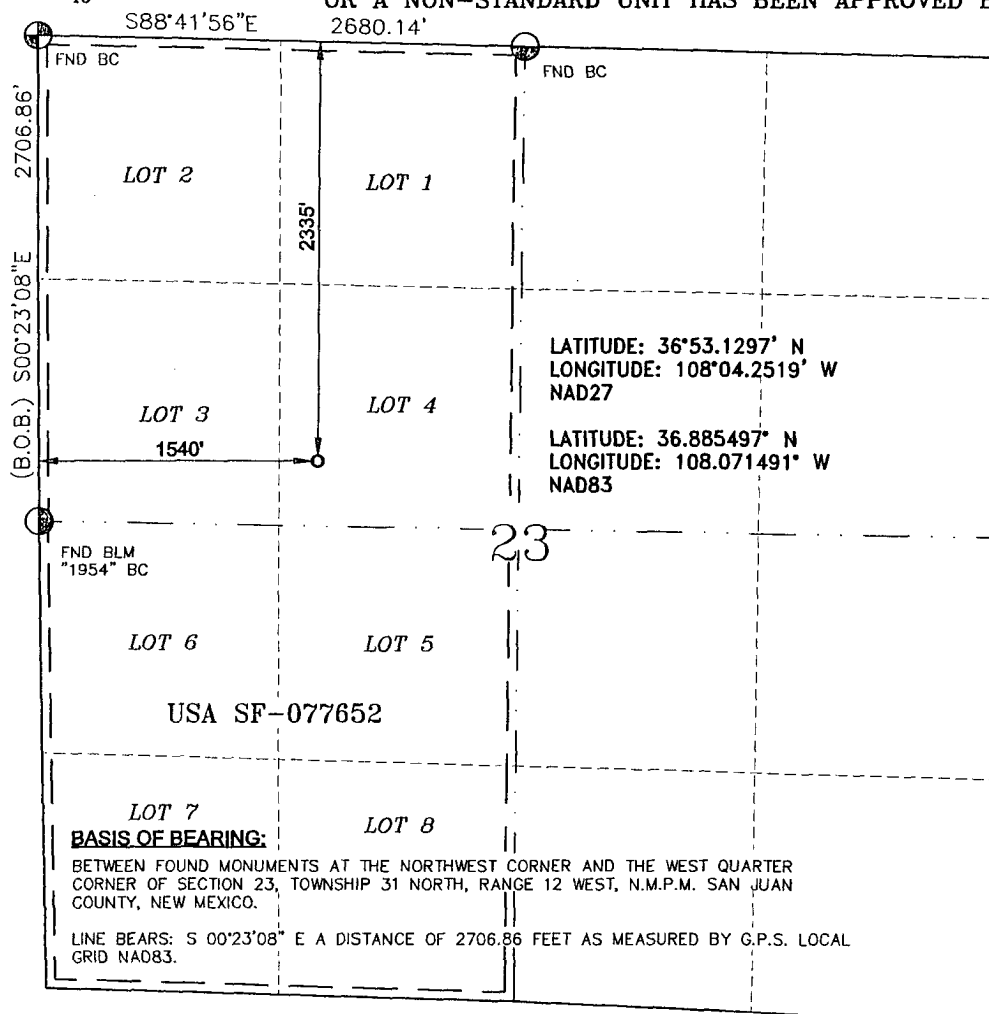 OR A NON-STANDARD UNIT HAS BEEN APPROVED
S88°41'56"E 2680.14'
FND BC
FND BC
2706.86'
LOT 2
LOT 1
2335'
(B.O.B.) S00°23'08"E
LATITUDE: 36°53.1297' N
LONGITUDE: 108°04.2519' W
NAD27
LOT 3
LOT 4
1540'
LATITUDE: 36.885497° N
LONGITUDE: 108.071491° W
NAD83
23
FND BLM
"1954" BC
LOT 6
LOT 5
USA SF-077652
LOT 7
LOT 8
BASIS OF BEARING:
BETWEEN FOUND MONUMENTS AT THE NORTHWEST CORNER AND THE WEST QUARTER
CORNER OF SECTION 23, TOWNSHIP 31 NORTH, RANGE 12 WEST, N.M.P.M. SAN JUAN
COUNTY, NEW MEXICO.
LINE BEARS: S 00°23'08" E A DISTANCE OF 2706.86 FEET AS MEASURED BY G.P.S. LOCAL
GRID NAD83.